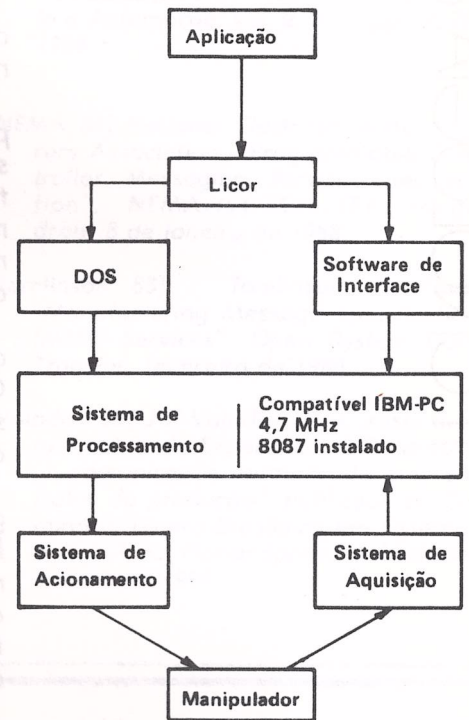 Aplicação
Licor
DOS
Software de
Interface
Sistema de
Processamento
Compatível IBM-PC
4,7 MHz
8087 instalado
Sistema de
Acionamento
Sistema de
Aquisição
Manipulador